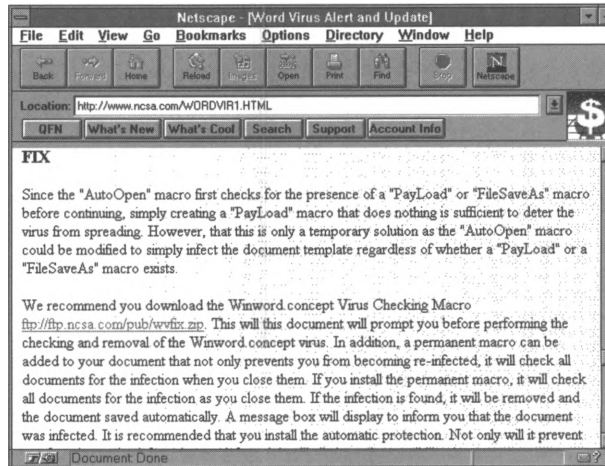 Netscape - [Word Virus Alert and Update]
File Edit View Go Bookmarks Options Directory Window Help
Back Forward Home Reload Images Open Print Find Stop Netscape
Location: http://www.ncsa.com/WORDVIR1.HTML
QFN What's New What's Cool Search Support Account Info
FIX
Since the "AutoOpen" macro first checks for the presence of a "PayLoad" or "FileSaveAs" macro
before continuing, simply creating a "PayLoad" macro that does nothing is sufficient to deter the
virus from spreading. However, that this is only a temporary solution as the "AutoOpen" macro
could be modified to simply infect the document template regardless of whether a "PayLoad" or a
"FileSaveAs" macro exists.
We recommend you download the Winword.concept Virus Checking Macro
ftp://ftp.ncsa.com/pub/wvfix.zip. This will this document will prompt you before performing the
checking and removal of the Winword.concept virus. In addition, a permanent macro can be
added to your document that not only prevents you from becoming re-infected, it will check all
documents for the infection when you close them. If you install the permanent macro, it will check
all documents for the infection as you close them. If the infection is found, it will be removed and
the document saved automatically. A message box will display to inform you that the document
was infected. It is recommended that you install the automatic protection. Not only will it prevent
Document Done